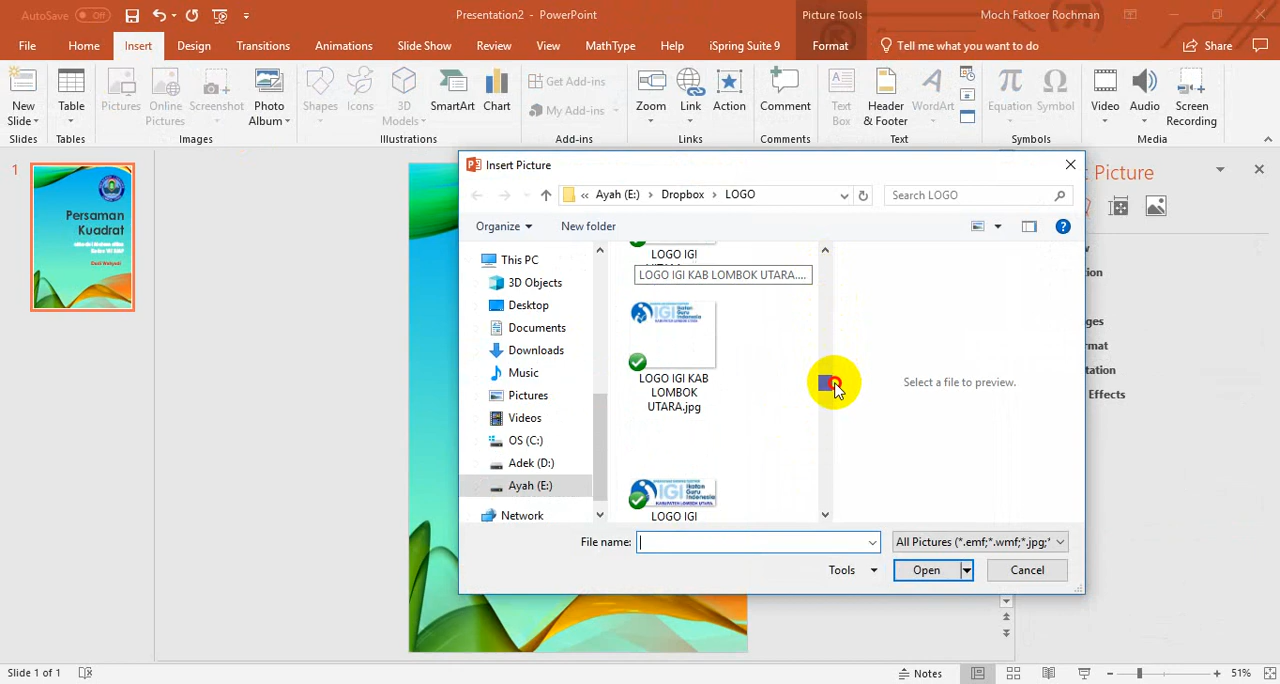 AutoSave Off
Presentation2 - PowerPoint
Picture Tools
Moch Fatkoer Rochman
File Home Insert Design Transitions Animations Slide Show Review View MathType Help iSpring Suite 9 Format Tell me what you want to do Share
New Slide
Table
Pictures
Online Pictures
Screenshot
Photo Album
Shapes
Icons
3D Models
SmartArt
Chart
Get Add-ins
My Add-ins
Zoom
Link
Action
Comment
Text Box
Header & Footer
WordArt
Equation
Symbol
Video
Audio
Screen Recording
Slides Tables Images Illustrations Add-ins Links Comments Text Symbols Media
1
Persaman
Kuadrat
Insert Picture
« Ayah (E:) › Dropbox › LOGO
Search LOGO
Organize
New folder
This PC
3D Objects
Desktop
Documents
Downloads
Music
Pictures
Videos
OS (C:)
Adek (D:)
Ayah (E:)
Network
LOGO IGI
LOGO IGI KAB LOMBOK UTARA....
Ikatan
Guru
Indonesia
LOGO IGI KAB
LOMBOK
UTARA.jpg
IGI Ikatan
Guru
Indonesia
LOGO IGI
Select a file to preview.
File name:
All Pictures (*.emf;*.wmf;*.jpg;*
Tools
Open
Cancel
t Picture
Effects
Slide 1 of 1
Notes
51%